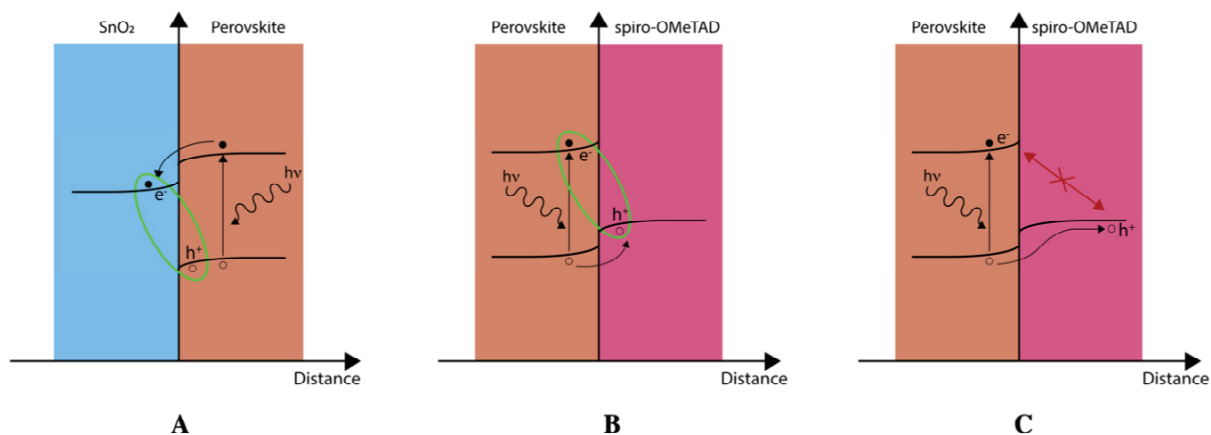 SnO₂ Perovskite
e⁻
hν
h⁺
Distance
A
Perovskite spiro-OMeTAD
e⁻
hν
h⁺
Distance
B
Perovskite spiro-OMeTAD
e⁻
hν
h⁺
Distance
C